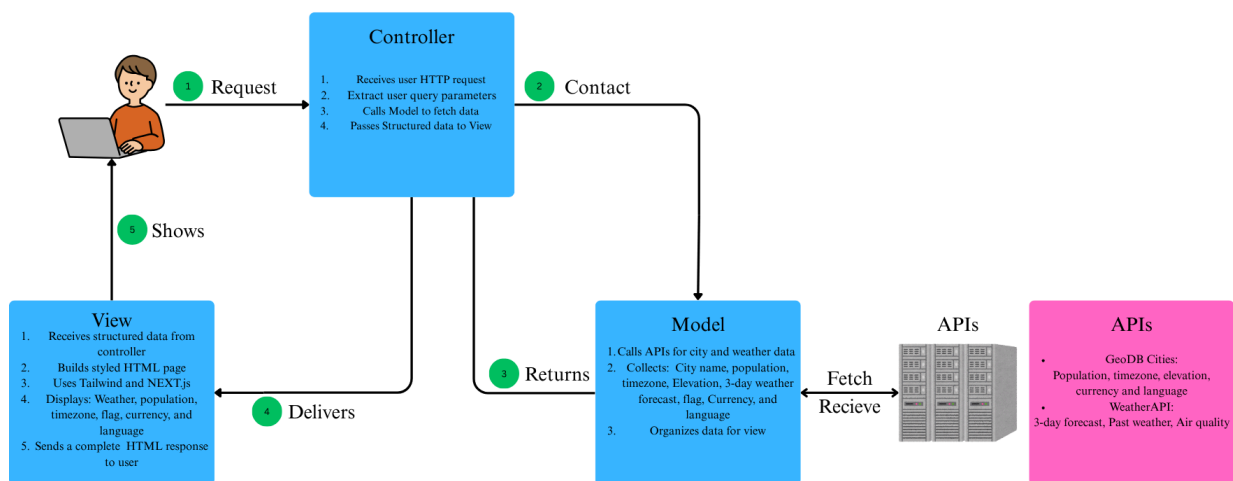 Controller
1. Receives user HTTP request
2. Extract user query parameters
3. Calls Model to fetch data
4. Passes Structured data to View
1 Request
2 Contact
5 Shows
View
1. Receives structured data from
controller
2. Builds styled HTML page
3. Uses Tailwind and NEXT.js
4. Displays: Weather, population,
timezone, flag, currency, and
language
5. Sends a complete HTML response
to user
4 Delivers
3 Returns
Model
1. Calls APIs for city and weather data
2. Collects: City name, population,
timezone, Elevation, 3-day weather
forecast, flag, Currency, and
language
3. Organizes data for view
Fetch
Recieve
APIs
APIs
• GeoDB Cities:
Population, timezone, elevation,
currency and language
• WeatherAPI:
3-day forecast, Past weather, Air quality